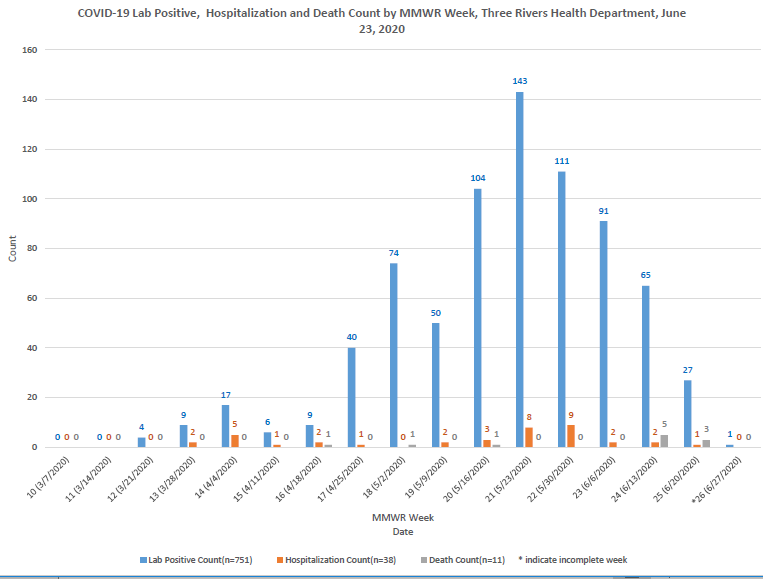 COVID-19 Lab Positive,  Hospitalization and Death Count by MMWR Week, Three Rivers Health Department, June
23, 2020
160
140
120
100
80
60
40
20
0
Count
0 0 0
0 0 0
4 0 0
9 2 0
17 5 0
6 1 0
9 2 1
40 1 0
74 0 1
50 2 0
104 3 1
143 8 0
111 9 0
91 2 0
65 2 5
27 1 3
1 0 0
10 (3/7/2020)
11 (3/14/2020)
12 (3/21/2020)
13 (3/28/2020)
14 (4/4/2020)
15 (4/11/2020)
16 (4/18/2020)
17 (4/25/2020)
18 (5/2/2020)
19 (5/9/2020)
20 (5/16/2020)
21 (5/23/2020)
22 (5/30/2020)
23 (6/6/2020)
24 (6/13/2020)
25 (6/20/2020)
*26 (6/27/2020)
MMWR Week
Date
Lab Positive Count(n=751) Hospitalization Count(n=38) Death Count(n=11) * indicate incomplete week